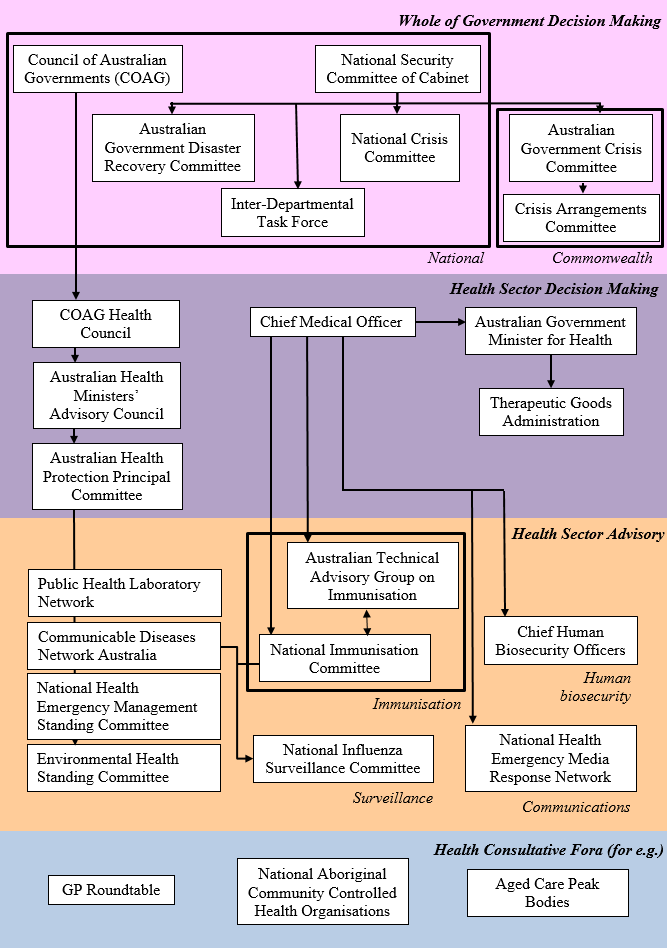 Whole of Government Decision Making
Council of Australian
Governments (COAG)
National Security
Committee of Cabinet
Australian
Government Disaster
Recovery Committee
National Crisis
Committee
Australian
Government Crisis
Committee
Inter-Departmental
Task Force
Crisis Arrangements
Committee
National
Commonwealth
Health Sector Decision Making
COAG Health
Council
Chief Medical Officer
Australian Government
Minister for Health
Australian Health
Ministers’
Advisory Council
Therapeutic Goods
Administration
Australian Health
Protection Principal
Committee
Health Sector Advisory
Australian Technical
Advisory Group on
Immunisation
Public Health Laboratory
Network
Communicable Diseases
Network Australia
National Immunisation
Committee
Chief Human
Biosecurity Officers
Human
biosecurity
National Health
Emergency Management
Standing Committee
Immunisation
Environmental Health
Standing Committee
National Influenza
Surveillance Committee
Surveillance
National Health
Emergency Media
Response Network
Communications
Health Consultative Fora (for e.g.)
GP Roundtable
National Aboriginal
Community Controlled
Health Organisations
Aged Care Peak
Bodies